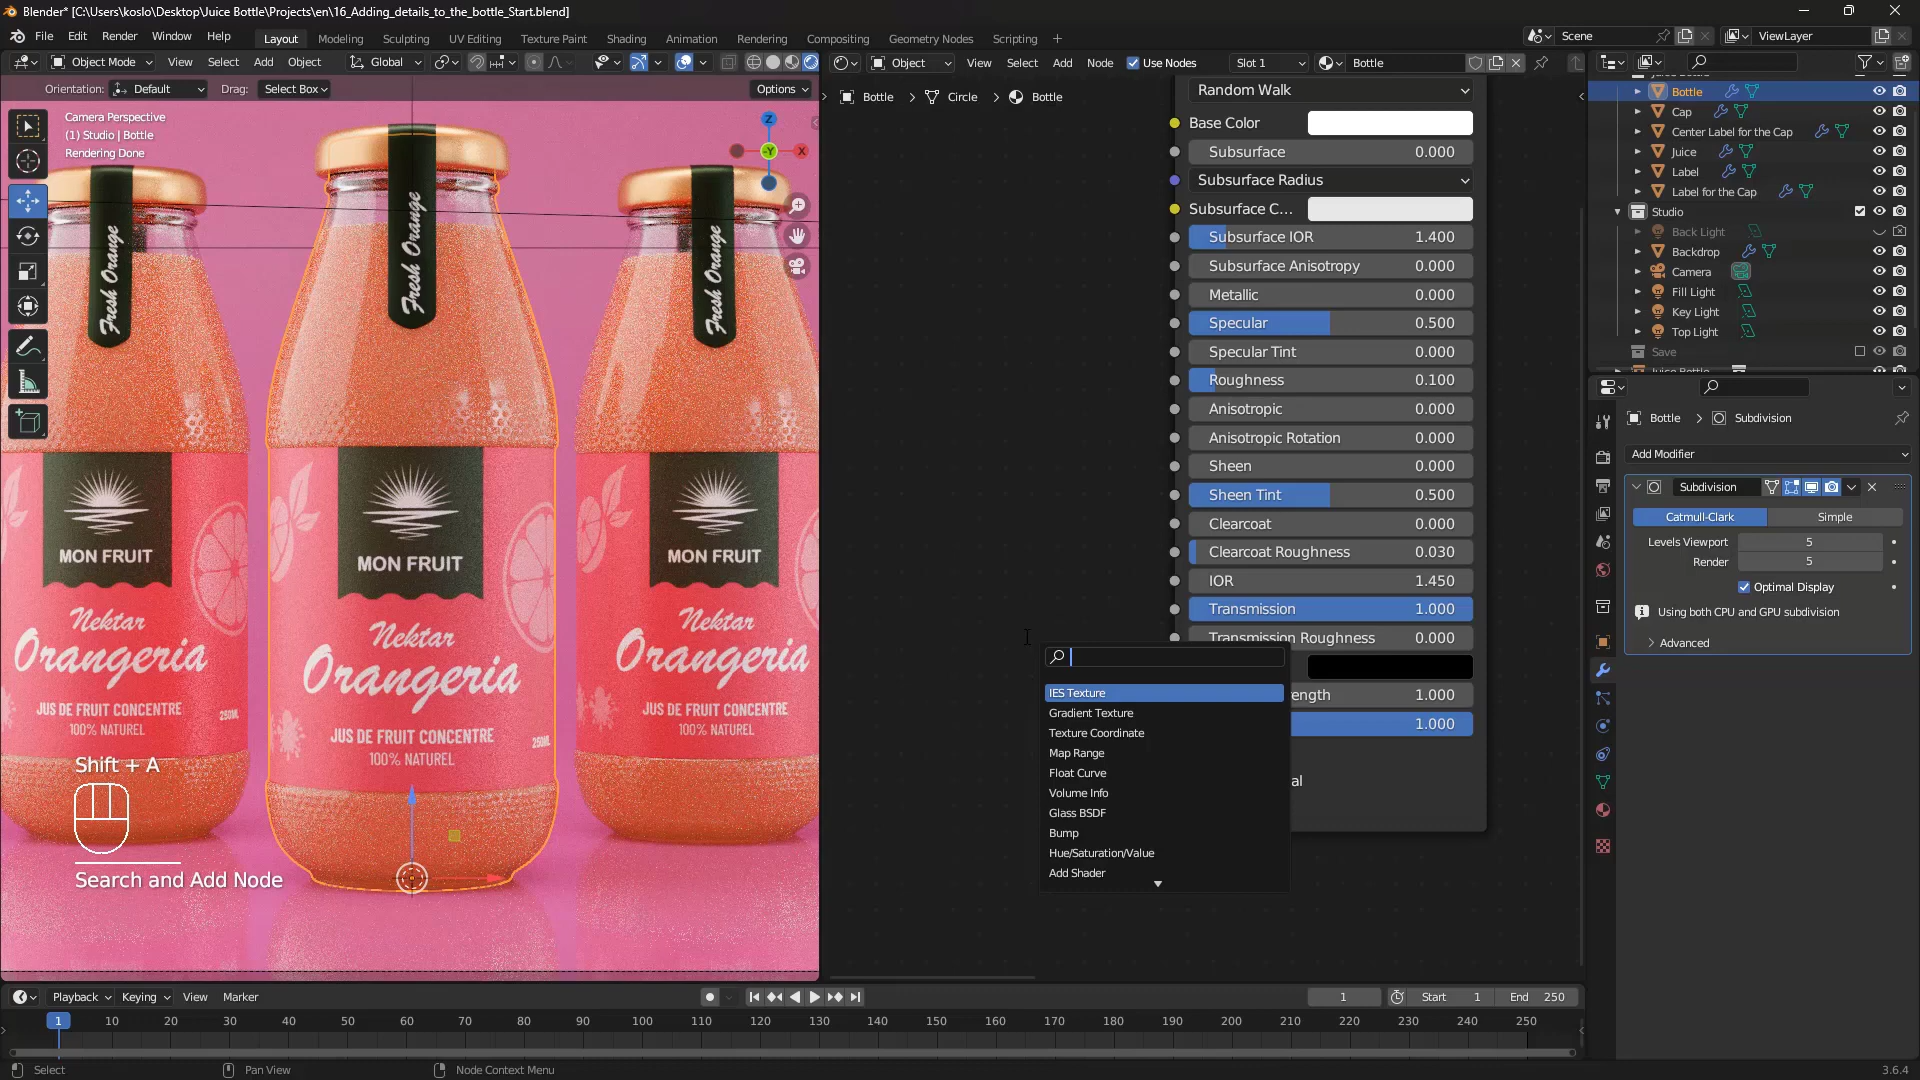 Blender* [C:\Users\koslo\Desktop\Juice Bottle\Projects\en\16_Adding_details_to_the_bottle_Start.blend]
File Edit Render Window Help Layout Modeling Sculpting UV Editing Texture Paint Shading Animation Rendering Compositing Geometry Nodes Scripting + Scene ViewLayer
Object Mode View Select Add Object Global Object View Select Add Node Use Nodes Slot 1 Bottle
Orientation: Default Drag: Select Box Options
Bottle Circle Bottle
Camera Perspective
(1) Studio | Bottle
Rendering Done
Z
-Y
X
Fresh Orange
Fresh Orange
Fresh Orange
MON FRUIT
MON FRUIT
MON FRUIT
Nektar
Nektar
Nektar
Orangeria
Orangeria
Orangeria
JUS DE FRUIT CONCENTRE
250ML
100% NATUREL
JUS DE FRUIT CONCENTRE
250ML
100% NATUREL
JUS DE FRUIT CONCENTRE
100% NATUREL
Shift + A
Search and Add Node
Random Walk
Base Color
Subsurface 0.000
Subsurface Radius
Subsurface C...
Subsurface IOR 1.400
Subsurface Anisotropy 0.000
Metallic 0.000
Specular 0.500
Specular Tint 0.000
Roughness 0.100
Anisotropic 0.000
Anisotropic Rotation 0.000
Sheen 0.000
Sheen Tint 0.500
Clearcoat 0.000
Clearcoat Roughness 0.030
IOR 1.450
Transmission 1.000
Transmission Roughness 0.000
ength 1.000
1.000
al
IES Texture
Gradient Texture
Texture Coordinate
Map Range
Float Curve
Volume Info
Glass BSDF
Bump
Hue/Saturation/Value
Add Shader
Bottle
Cap
Center Label for the Cap
Juice
Label
Label for the Cap
Studio
Back Light
Backdrop
Camera
Fill Light
Key Light
Top Light
Save
Bottle Subdivision
Add Modifier
Subdivision
Catmull-Clark Simple
Levels Viewport 5
Render 5
Optimal Display
Using both CPU and GPU subdivision
Advanced
Playback Keying View Marker 1 Start 1 End 250
1 10 20 30 40 50 60 70 80 90 100 110 120 130 140 150 160 170 180 190 200 210 220 230 240 250
Select Pan View Node Context Menu 3.6.4